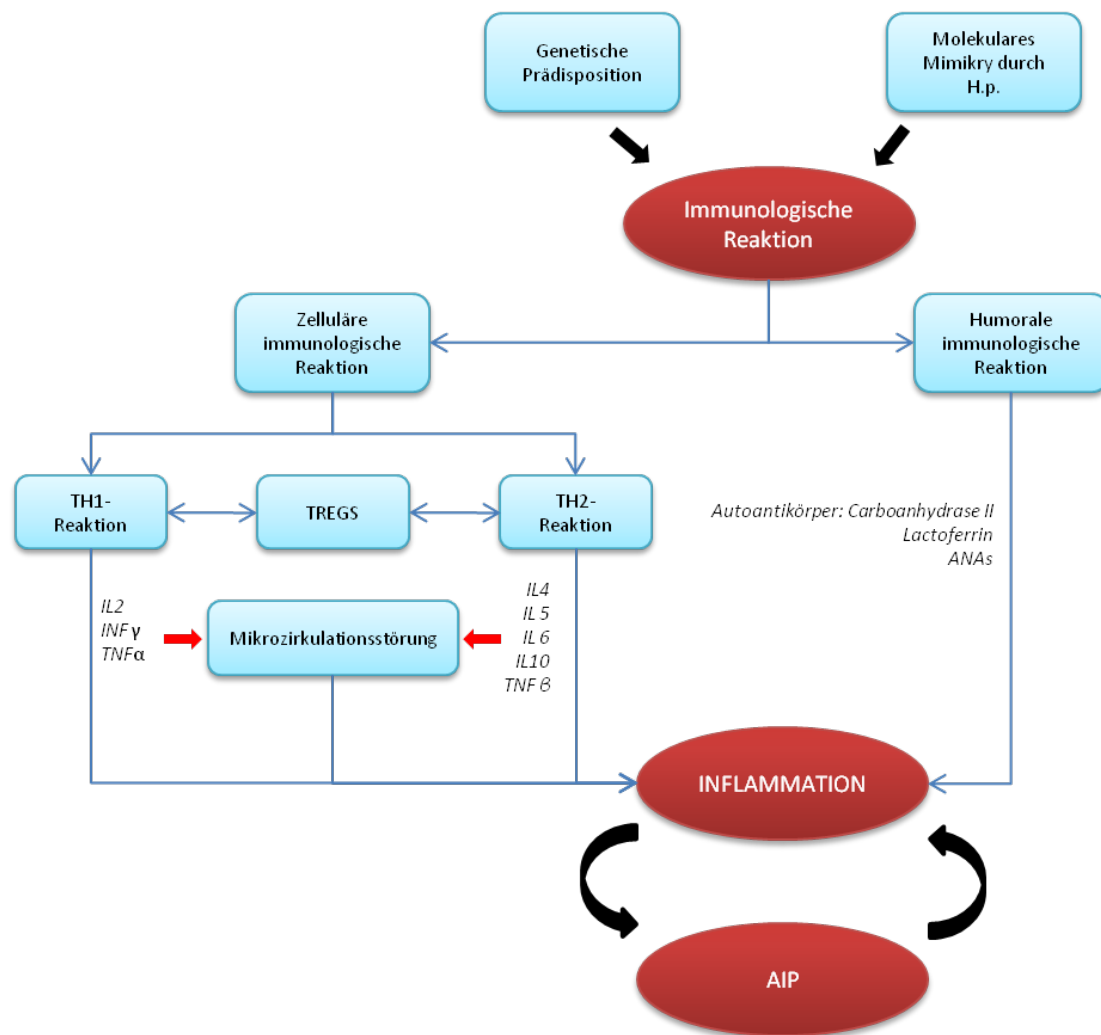 Genetische
Prädisposition
Molekulares
Mimikry durch
H.p.
Immunologische
Reaktion
Zelluläre
immunologische
Reaktion
Humorale
immunologische
Reaktion
TH1-
Reaktion
TREGS
TH2-
Reaktion
Autoantikörper: Carboanhydrase II
Lactoferrin
ANAs
IL2
INF γ
TNFα
Mikrozirkulationsstörung
IL4
IL 5
IL 6
IL10
TNF β
INFLAMMATION
AIP